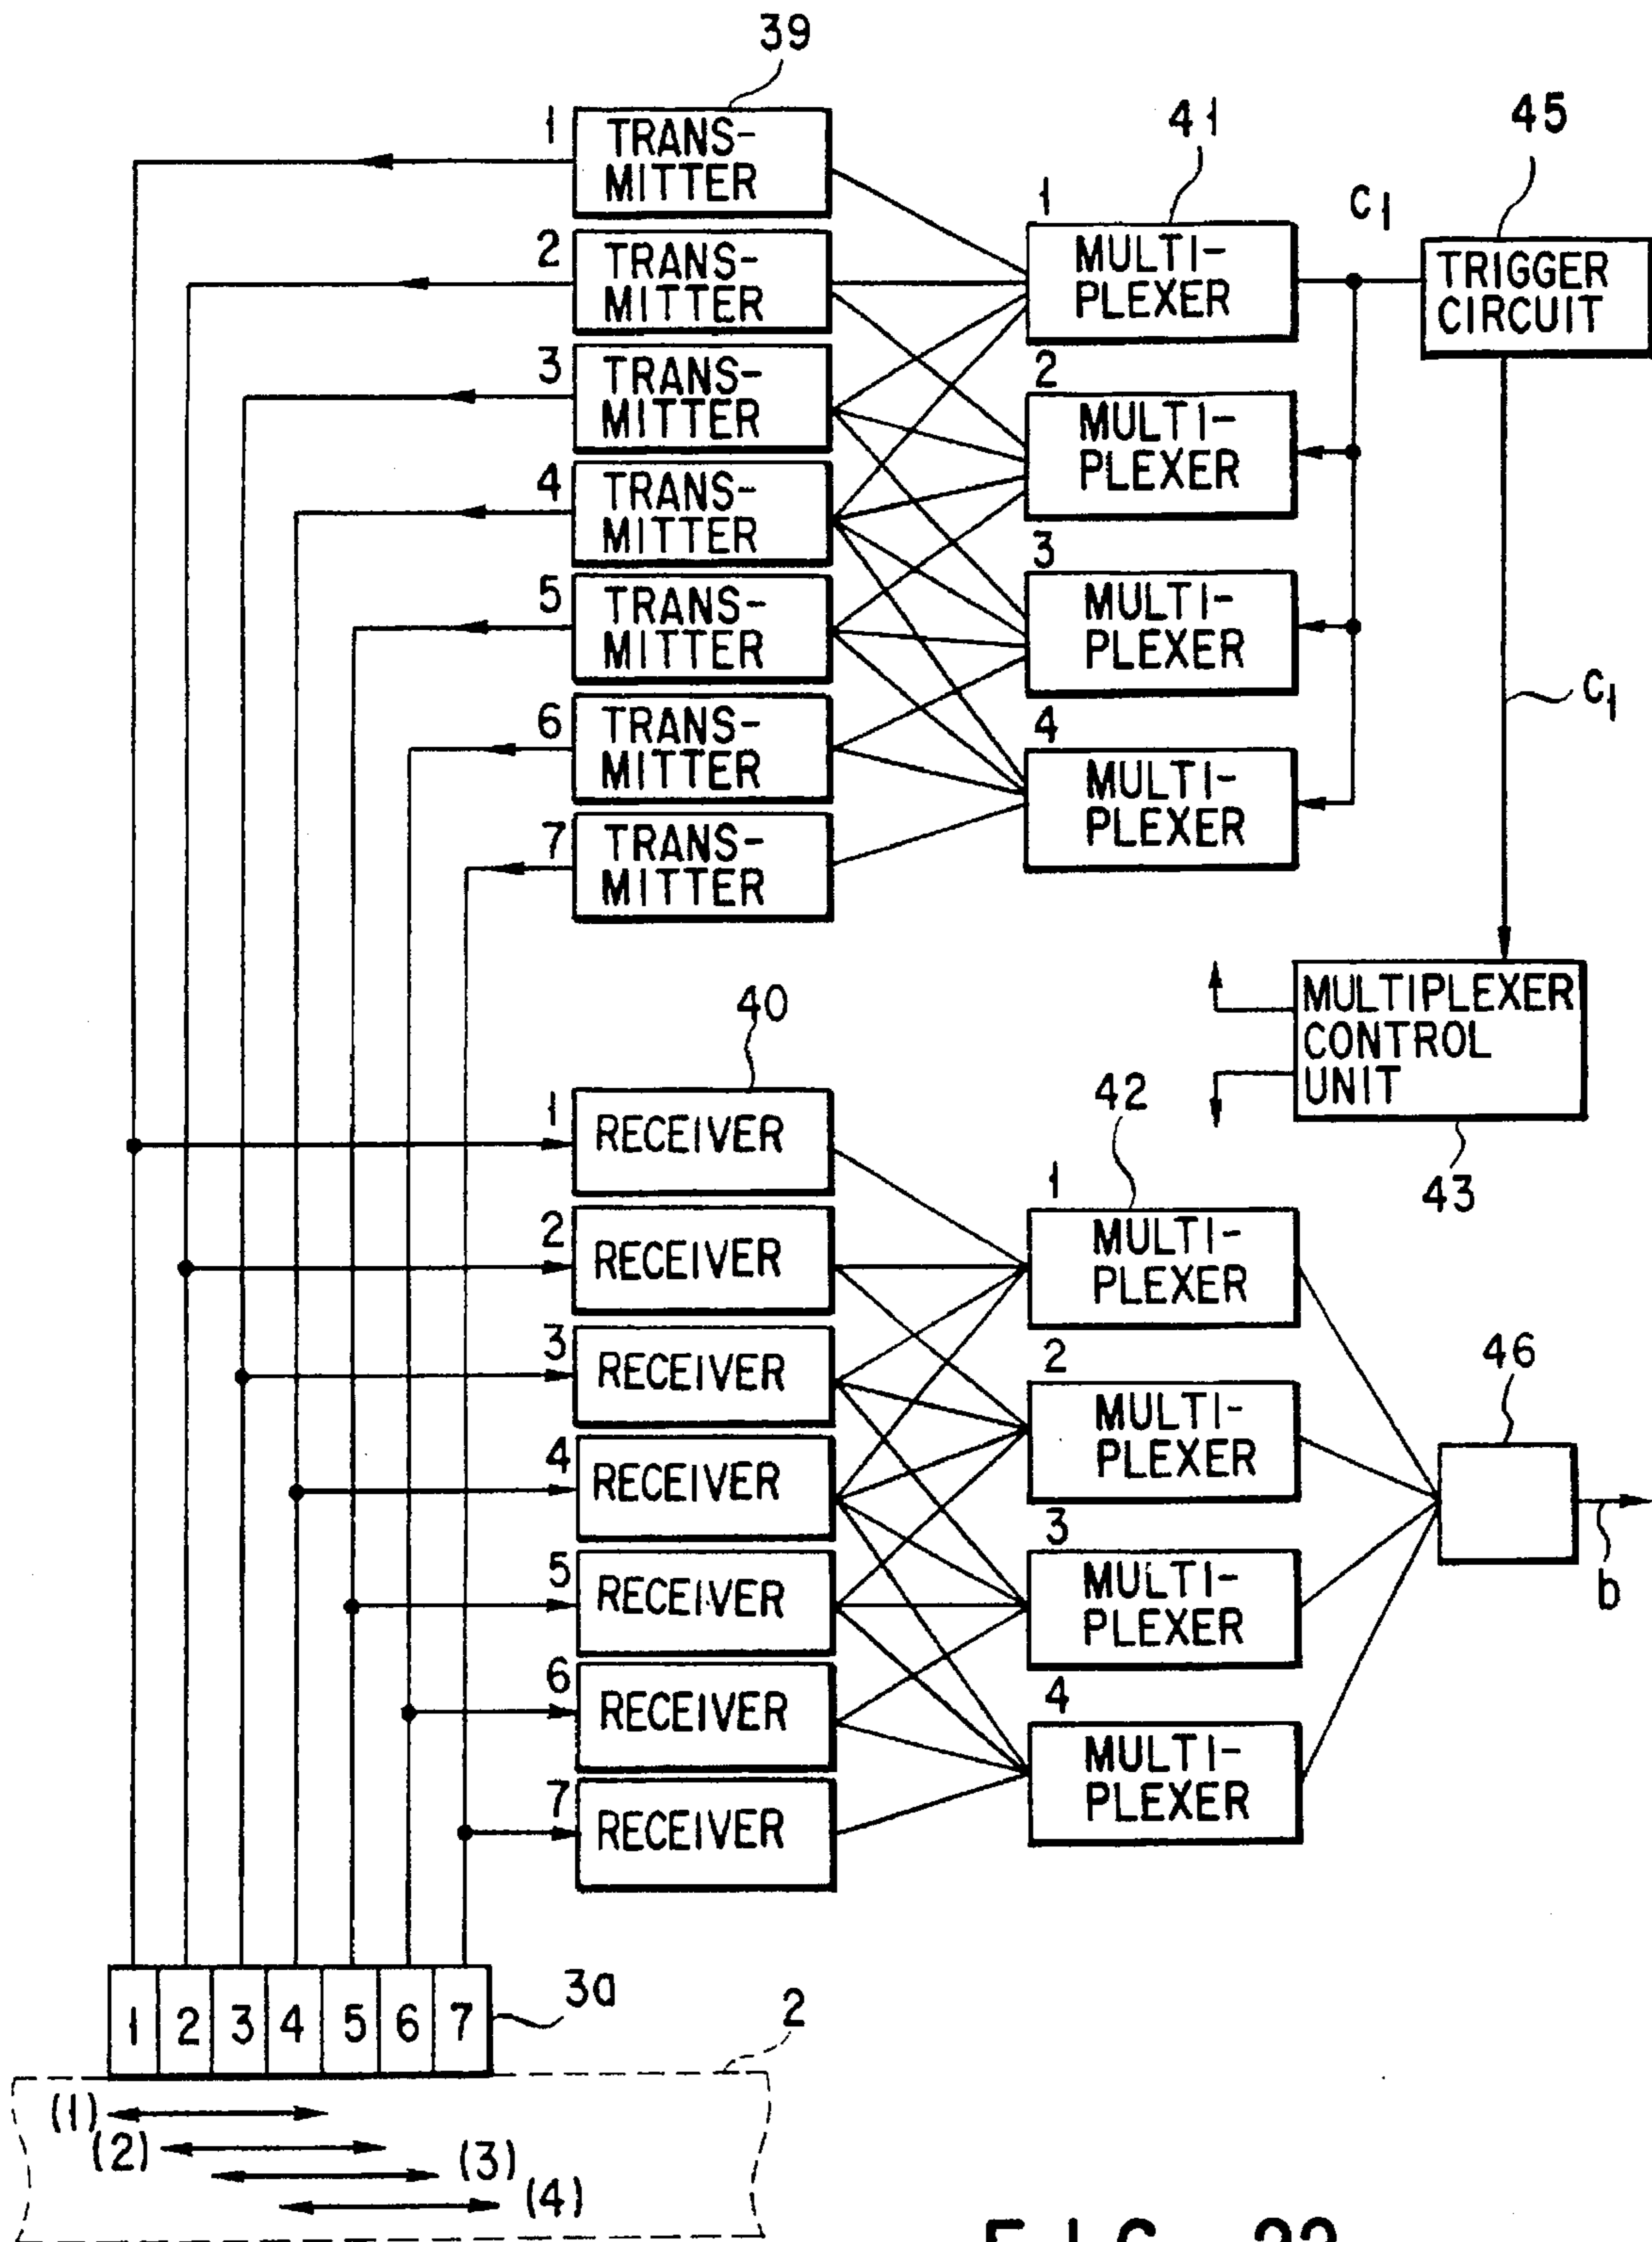 39
1 TRANS-
MITTER
2 TRANS-
MITTER
3 TRANS-
MITTER
4 TRANS-
MITTER
5 TRANS-
MITTER
6 TRANS-
MITTER
7 TRANS-
MITTER
41
1 MULTI-
PLEXER
2 MULTI-
PLEXER
3 MULTI-
PLEXER
4 MULTI-
PLEXER
C1
45
TRIGGER
CIRCUIT
C1
MULTIPLEXER
CONTROL
UNIT
43
40
1 RECEIVER
2 RECEIVER
3 RECEIVER
4 RECEIVER
5 RECEIVER
6 RECEIVER
7 RECEIVER
42
1 MULTI-
PLEXER
2 MULTI-
PLEXER
3 MULTI-
PLEXER
4 MULTI-
PLEXER
46
b
1 2 3 4 5 6 7
3a
2
(1)
(2)
(3)
(4)